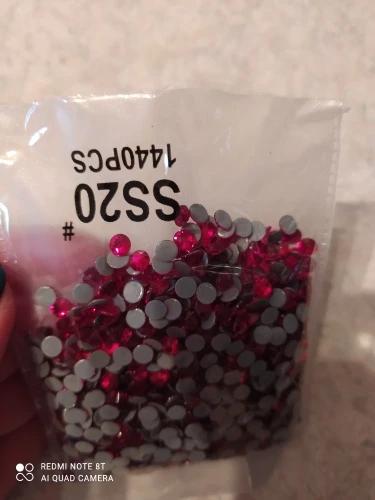 SS20#
1440PCS
REDMI NOTE 8T
AI QUAD CAMERA